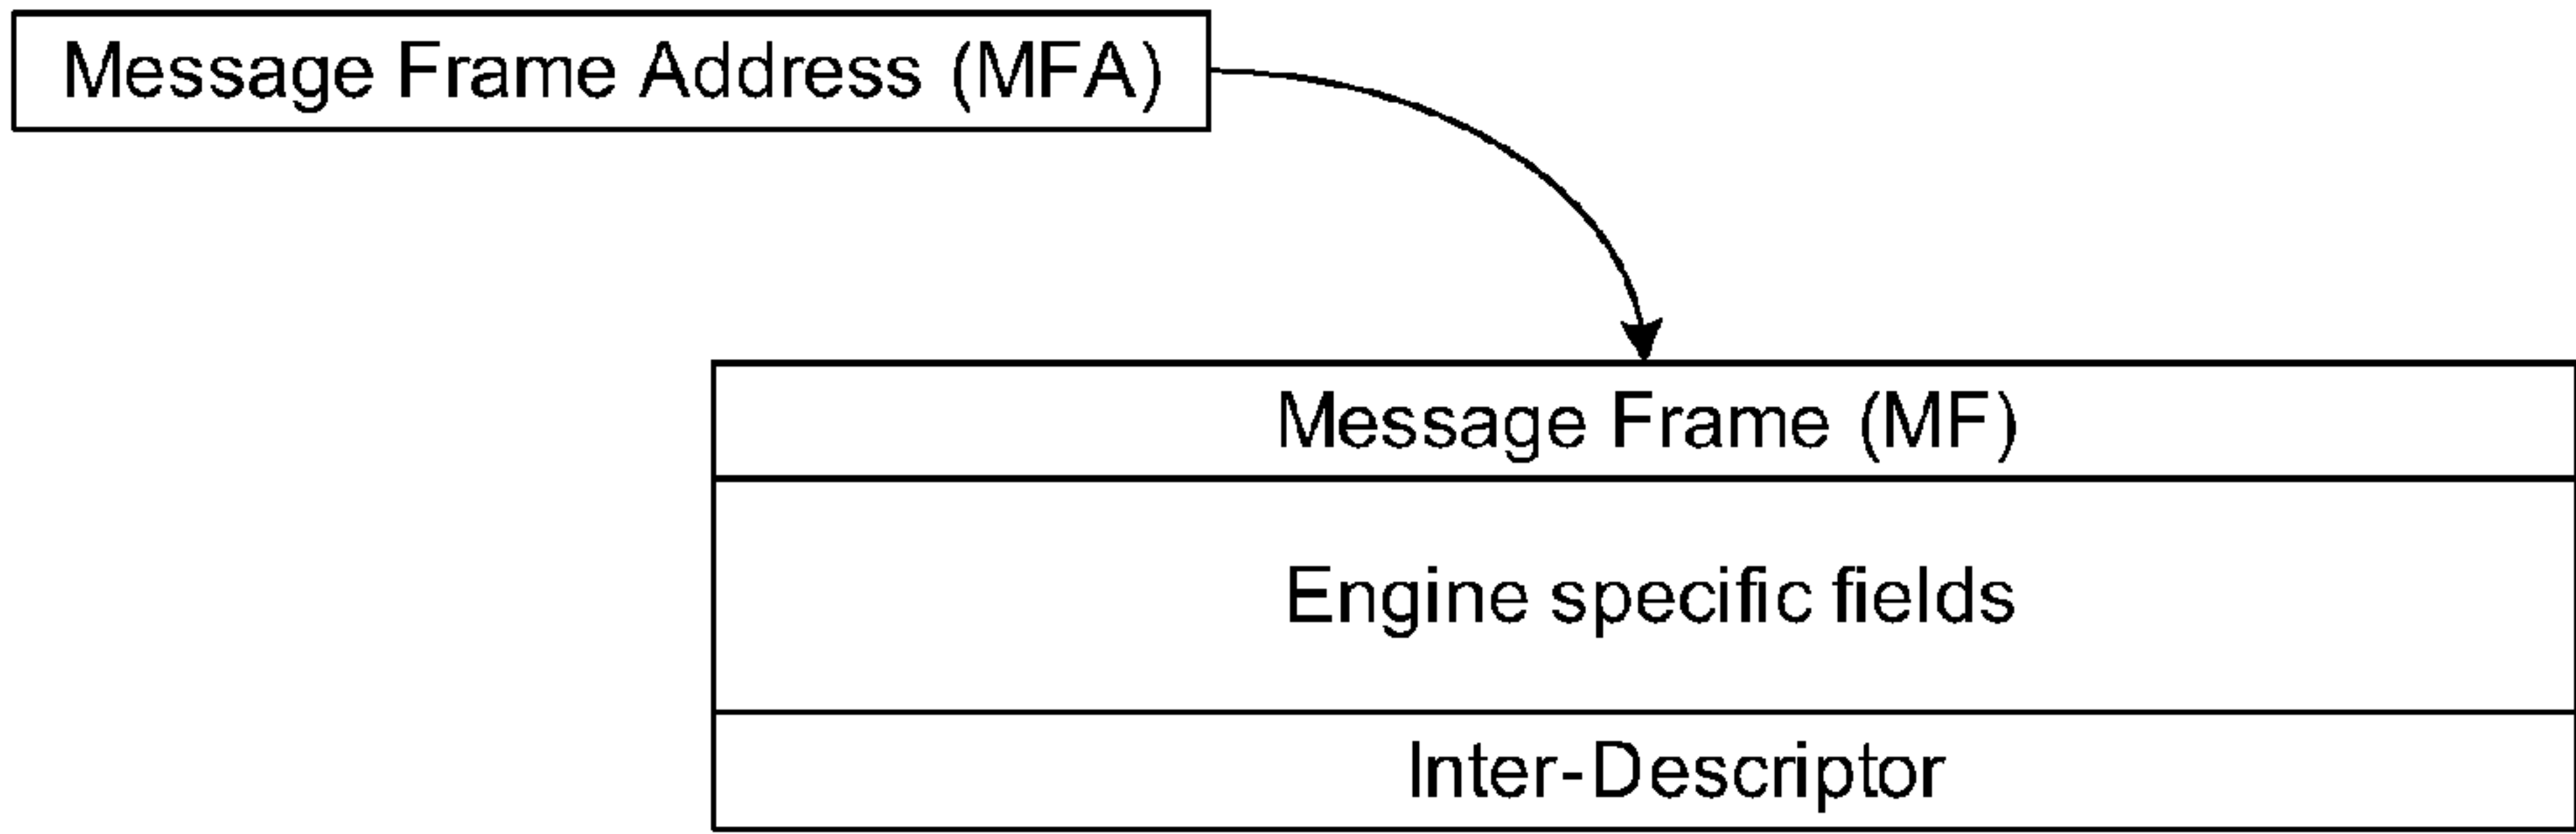 Message Frame Address (MFA)
Message Frame (MF)
Engine specific fields
Inter-Descriptor